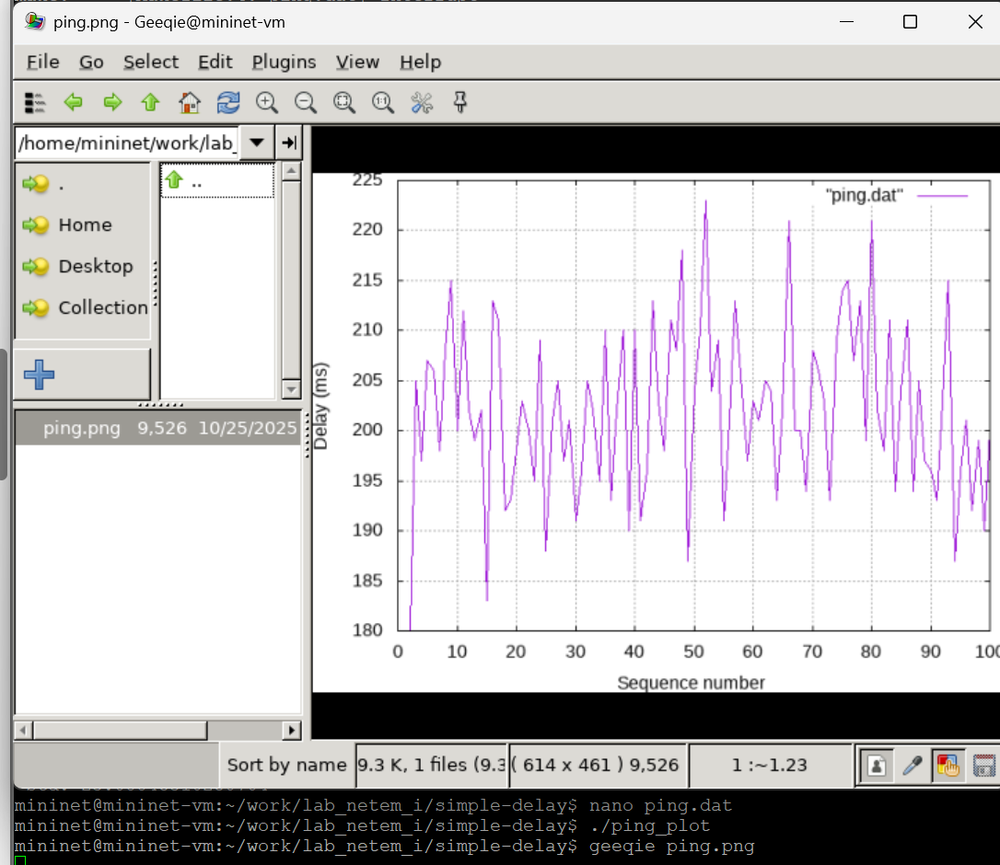 ping.png - Geeqie@mininet-vm
File Go Select Edit Plugins View Help
1:1
/home/mininet/work/lab_
.
..
Home
Desktop
Collection
ping.png 9,526 10/25/2025
225
220
215
210
205
200
195
190
185
180
Delay (ms)
"ping.dat"
0 10 20 30 40 50 60 70 80 90 100
Sequence number
Sort by name
9.3 K, 1 files (9.3
( 614 x 461 ) 9,526
1 :~1.23
mininet@mininet-vm:~/work/lab_netem_i/simple-delay$ nano ping.dat
mininet@mininet-vm:~/work/lab_netem_i/simple-delay$ ./ping_plot
mininet@mininet-vm:~/work/lab_netem_i/simple-delay$ geeqie ping.png